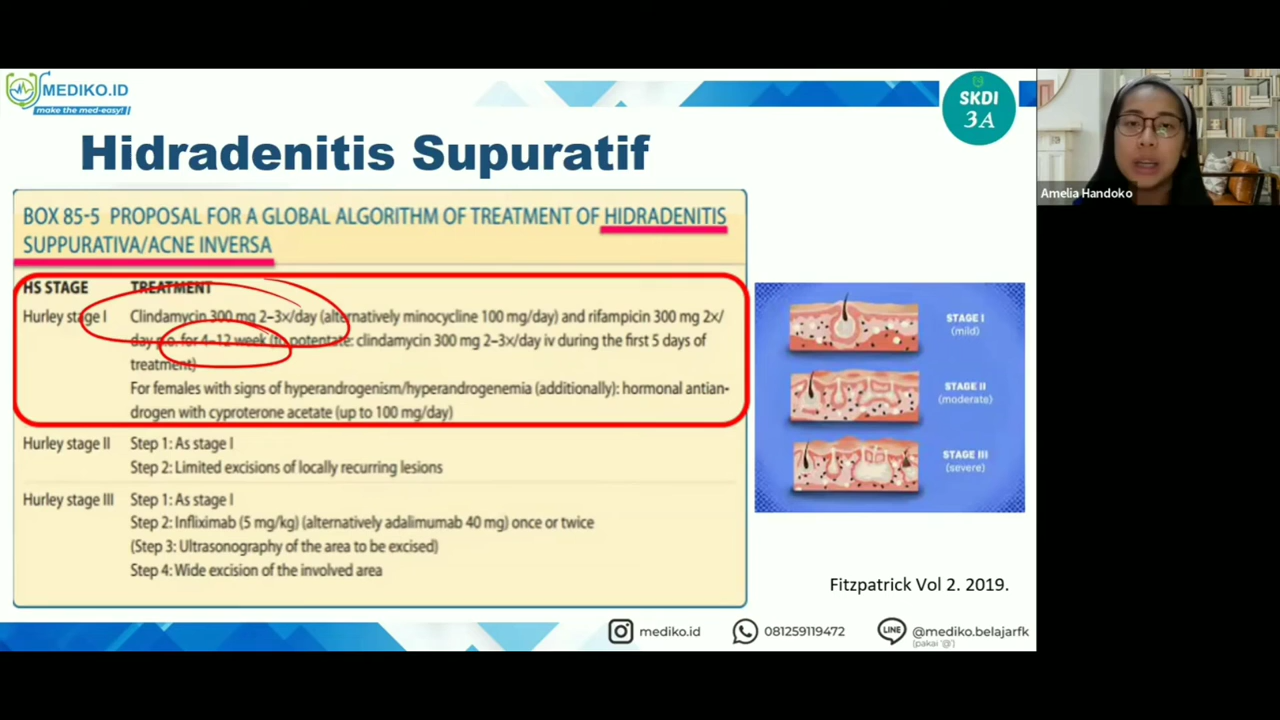 MEDIKO.ID
make the med-easy!
SKDI
3A
Hidradenitis Supuratif
Amelia Handoko
BOX 85-5 PROPOSAL FOR A GLOBAL ALGORITHM OF TREATMENT OF HIDRADENITIS
SUPPURATIVA/ACNE INVERSA
HS STAGE TREATMENT
Hurley stage I Clindamycin 300 mg 2–3×/day (alternatively minocycline 100 mg/day) and rifampicin 300 mg 2×/
day p.o. for 4–12 week (to potentate: clindamycin 300 mg 2–3×/day iv during the first 5 days of
treatment)
For females with signs of hyperandrogenism/hyperandrogenemia (additionally): hormonal antian-
drogen with cyproterone acetate (up to 100 mg/day)
Hurley stage II Step 1: As stage I
Step 2: Limited excisions of locally recurring lesions
Hurley stage III Step 1: As stage I
Step 2: Infliximab (5 mg/kg) (alternatively adalimumab 40 mg) once or twice
(Step 3: Ultrasonography of the area to be excised)
Step 4: Wide excision of the involved area
STAGE I
(mild)
STAGE II
(moderate)
STAGE III
(severe)
Fitzpatrick Vol 2. 2019.
mediko.id
081259119472
LINE
@mediko.belajarfk
(pakai '@')